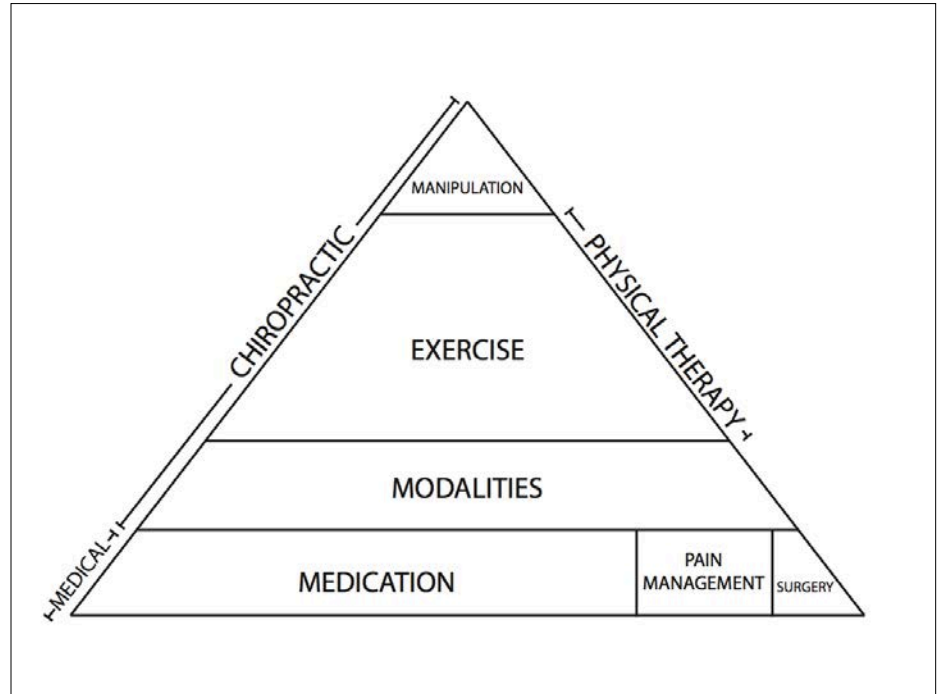 MANIPULATION
CHIROPRACTIC
PHYSICAL THERAPY
EXERCISE
MODALITIES
MEDICAL
MEDICATION
PAIN
MANAGEMENT
SURGERY